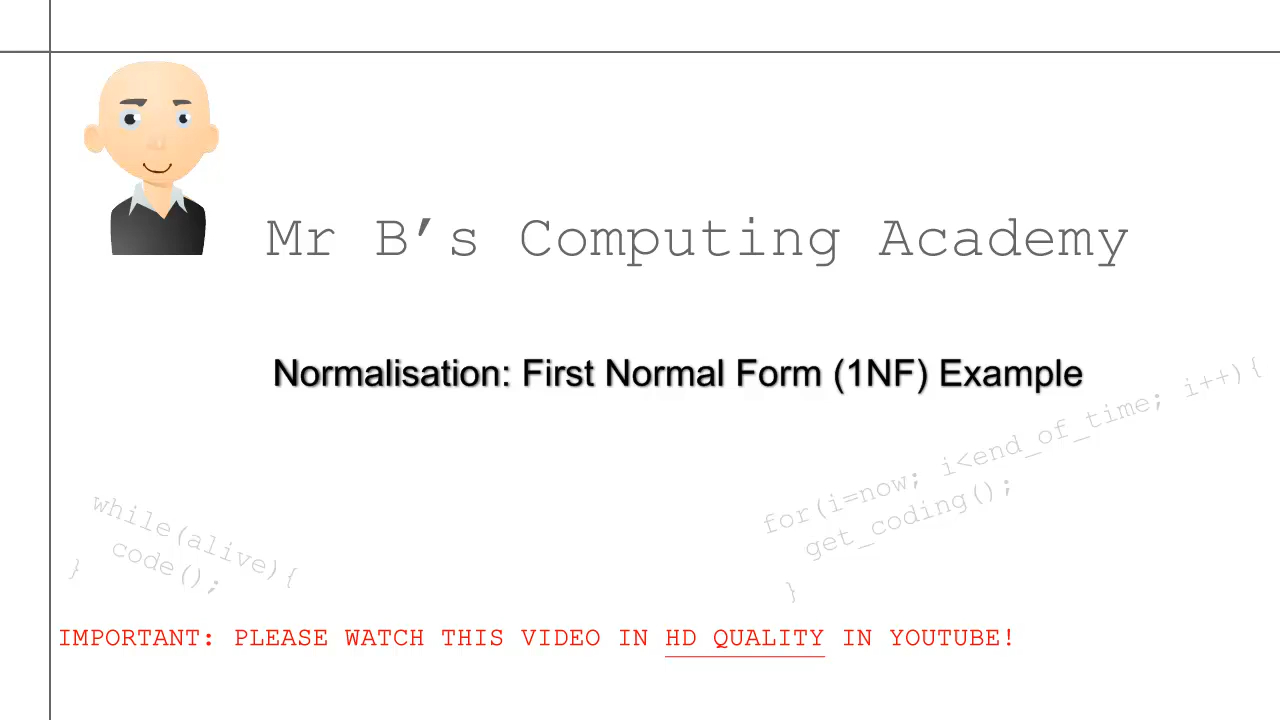 Mr B’s Computing Academy
Normalisation: First Normal Form (1NF) Example
for(i=now; i<end_of_time; i++){
get_coding();
}
while(alive){
code();
}
IMPORTANT: PLEASE WATCH THIS VIDEO IN HD QUALITY IN YOUTUBE!